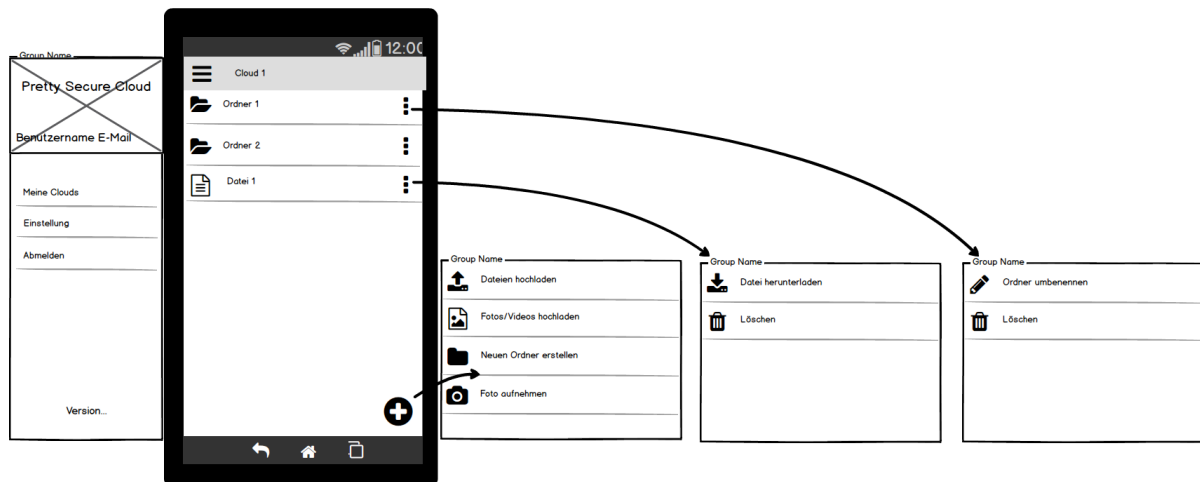 Group Name
Pretty Secure Cloud
Benutzername E-Mail
Meine Clouds
Einstellung
Abmelden
Version...
12:00
Cloud 1
Ordner 1
Ordner 2
Datei 1
Group Name
Dateien hochladen
Fotos/Videos hochladen
Neuen Ordner erstellen
Foto aufnehmen
Group Name
Datei herunterladen
Löschen
Group Name
Ordner umbenennen
Löschen